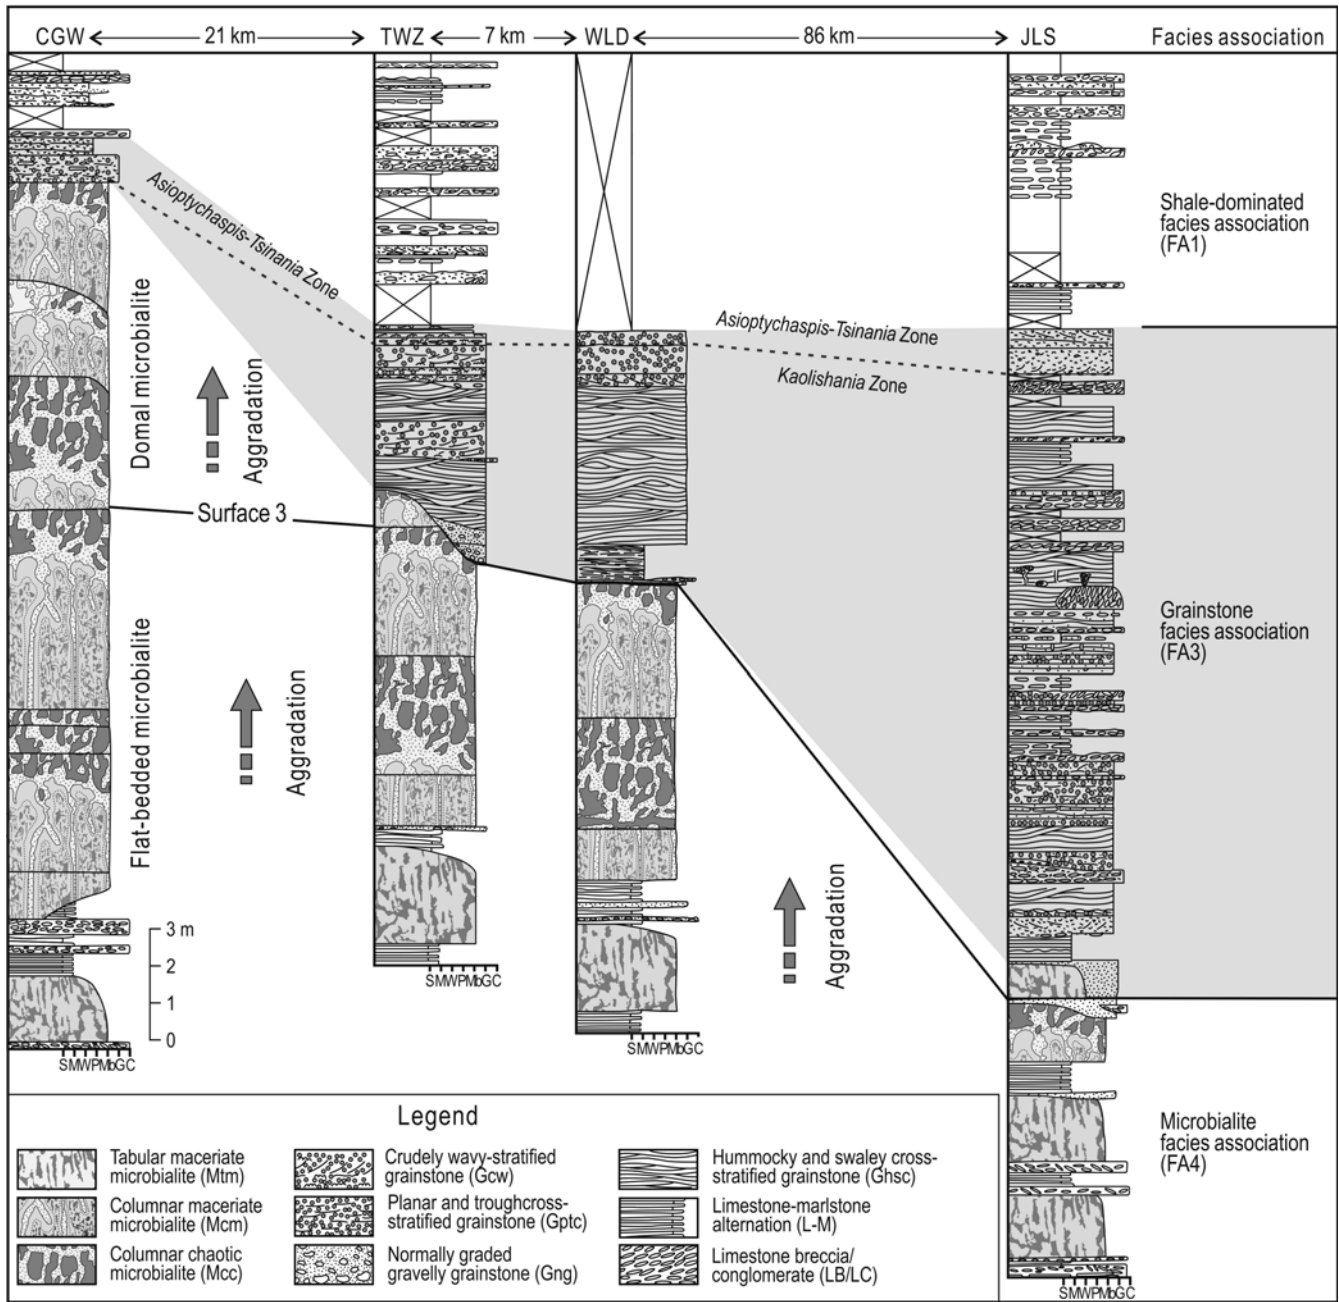 CGW 21 km TWZ 7 km WLD 86 km JLS Facies association
Asioptychaspis-Tsinania Zone
Shale-dominated
facies association
(FA1)
Asioptychaspis-Tsinania Zone
Kaolishania Zone
Domal microbialite
Aggradation
Surface 3
Grainstone
facies association
(FA3)
Flat-bedded microbialite
Aggradation
Aggradation
3 m
2
1
0
SMWPMbGC
SMWPMbGC
SMWPMbGC
SMWPMbGC
Microbialite
facies association
(FA4)
Legend
Tabular maceriate
microbialite (Mtm)
Columnar maceriate
microbialite (Mcm)
Columnar chaotic
microbialite (Mcc)
Crudely wavy-stratified
grainstone (Gcw)
Planar and troughcross-
stratified grainstone (Gptc)
Normally graded
gravelly grainstone (Gng)
Hummocky and swaley cross-
stratified grainstone (Ghsc)
Limestone-marlstone
alternation (L-M)
Limestone breccia/
conglomerate (LB/LC)